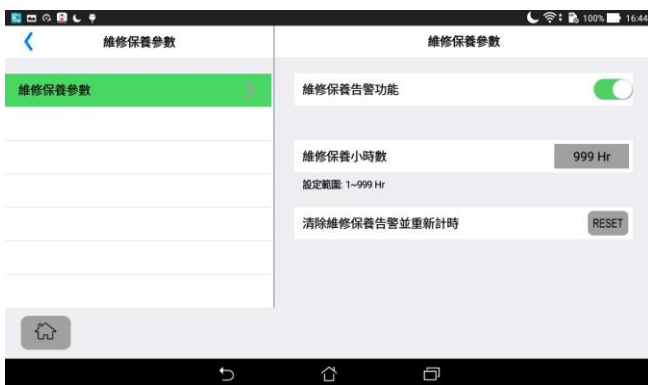 100% 16:44
維修保養參數
維修保養參數
維修保養參數
維修保養告警功能
維修保養小時數 999 Hr
設定範圍: 1~999 Hr
清除維修保養告警並重新計時 RESET